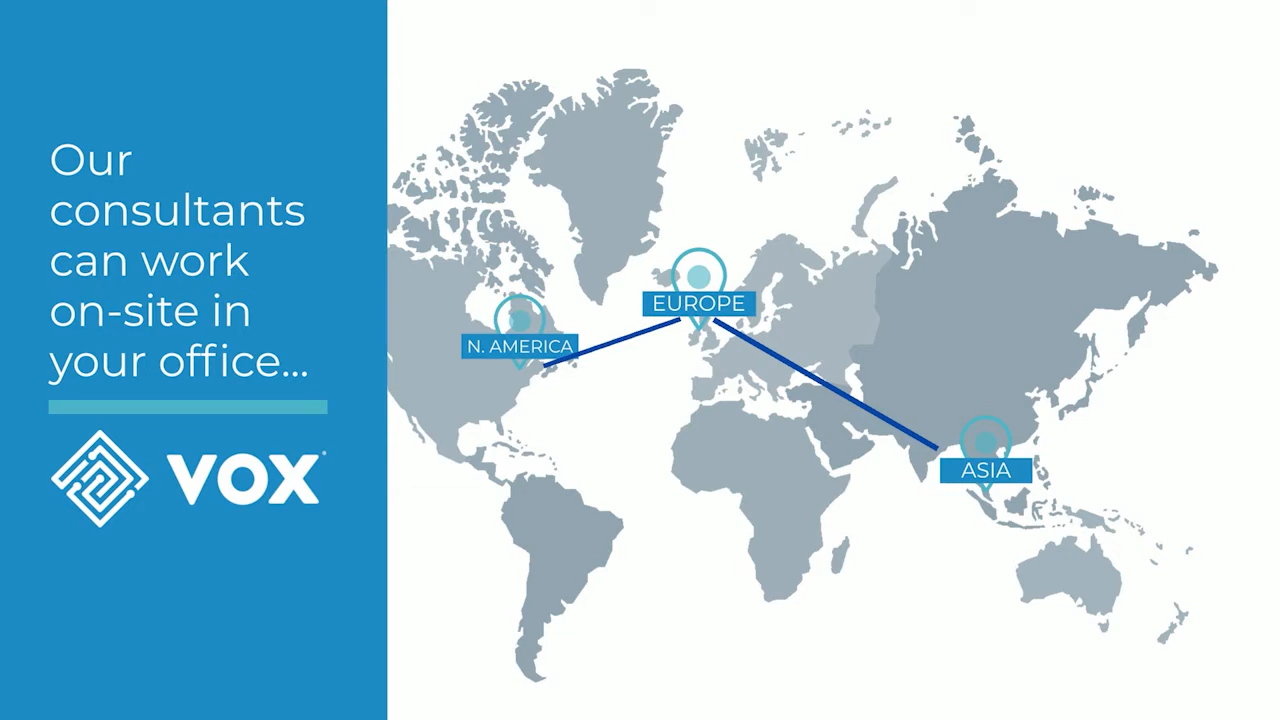 Our
consultants
can work
on-site in
your office...
VOX
N. AMERICA
EUROPE
ASIA